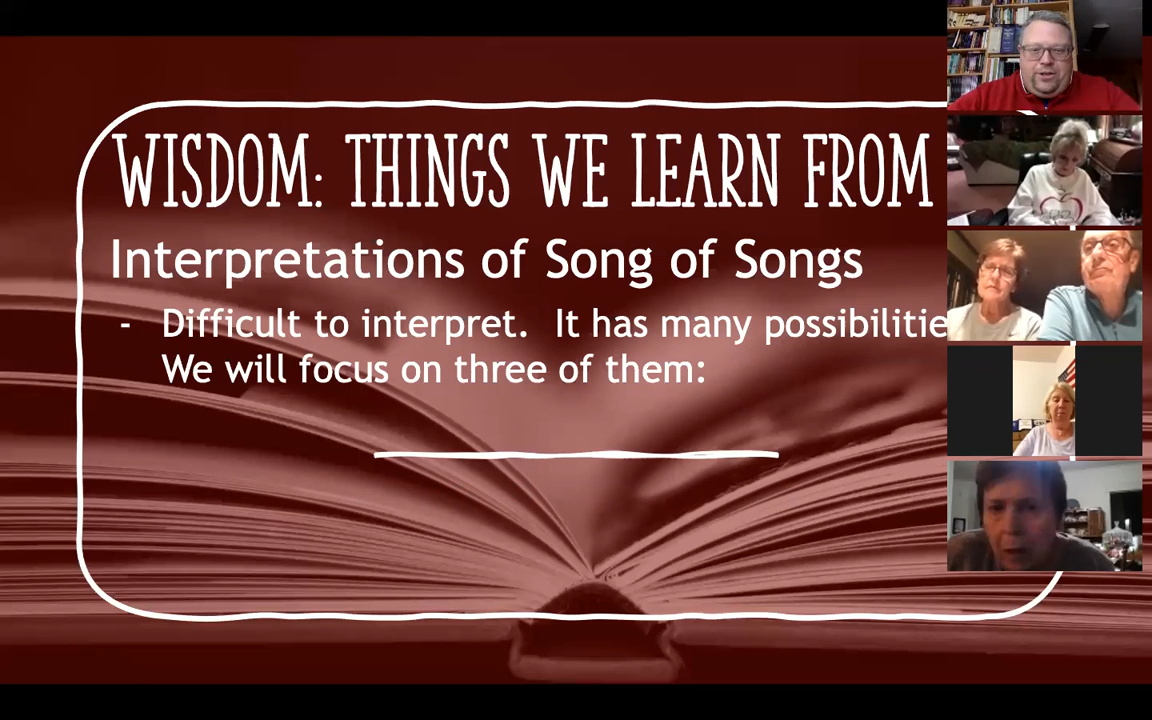 WISDOM: THINGS WE LEARN FROM
Interpretations of Song of Songs
- Difficult to interpret. It has many possibilitie
We will focus on three of them: